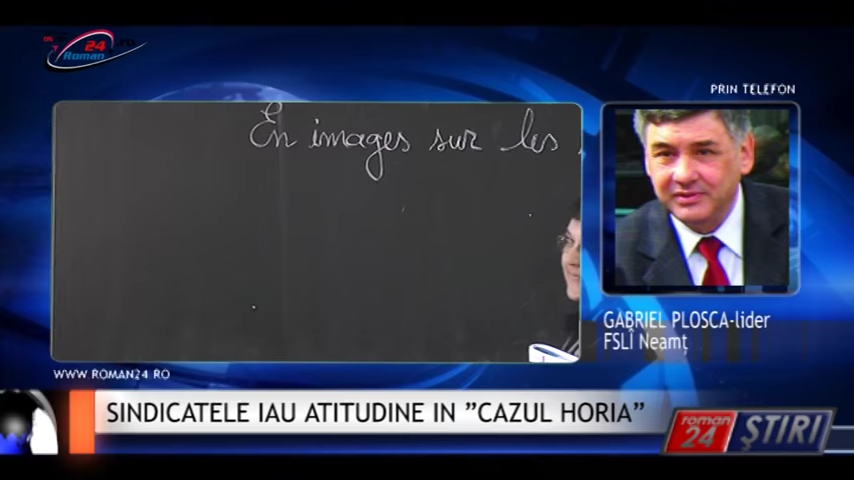 24
Roman
.ro
PRIN TELEFON
En images sur les
GABRIEL PLOSCA-lider
FSLÎ Neamț
WWW.ROMAN24.RO
SINDICATELE IAU ATITUDINE IN ”CAZUL HORIA”
roman
24
ȘTIRI